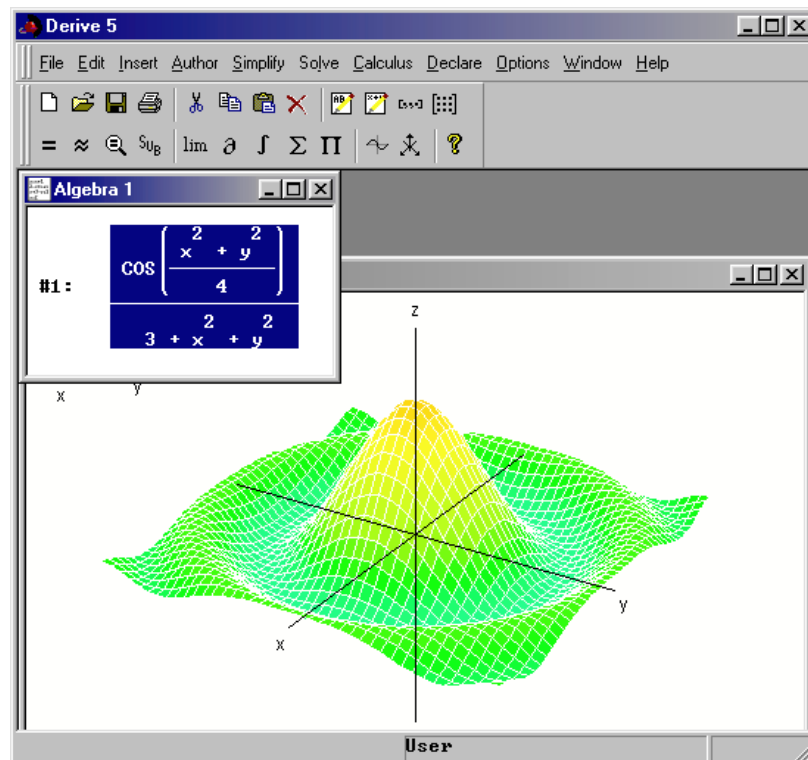 Derive 5
File Edit Insert Author Simplify Solve Calculus Declare Options Window Help
= ≈ SUB lim ∂ ∫ Σ Π ?
Algebra 1
#1: COS((x^2 + y^2)/4)/(3 + x^2 + y^2)
z
x y
y
x
User